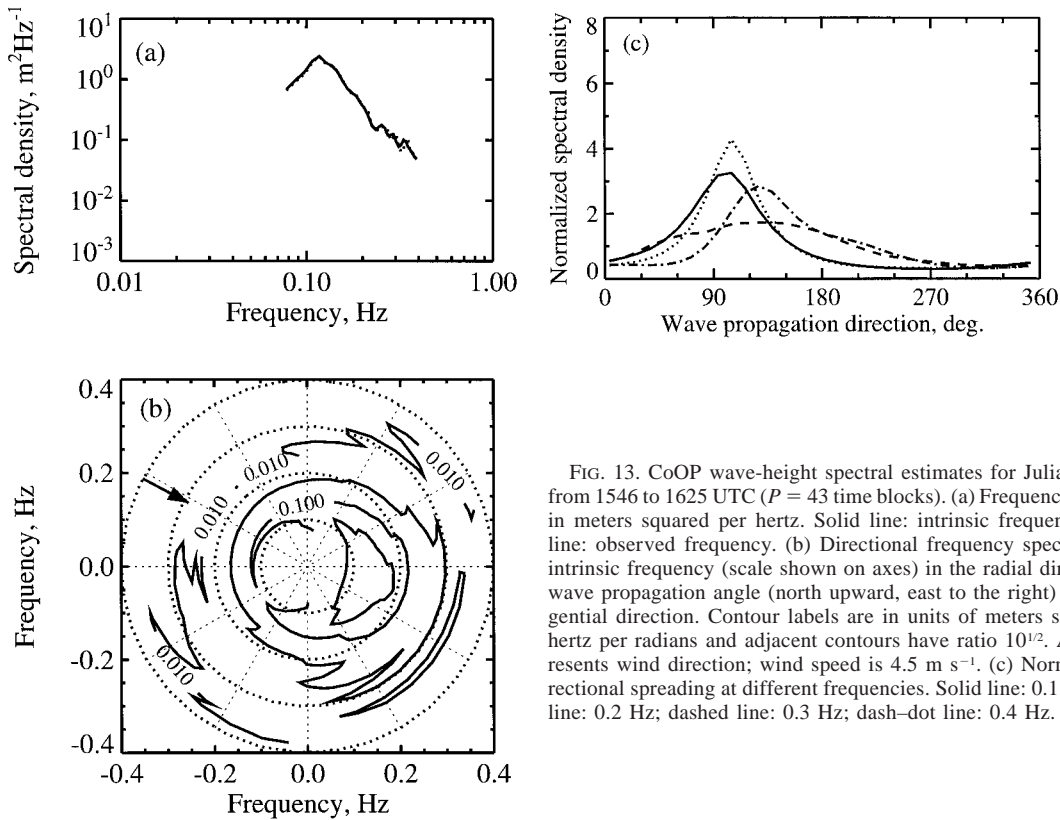 10¹
10⁰
10⁻¹
10⁻²
10⁻³
Spectral density, m²Hz⁻¹
(a)
0.01 0.10 1.00
Frequency, Hz
8
6
4
2
0
Normalized spectral density
(c)
0 90 180 270 360
Wave propagation direction, deg.
0.4
0.2
0.0
-0.2
-0.4
Frequency, Hz
(b)
0.010
0.010
0.010
0.100
0.010
-0.4 -0.2 0.0 0.2 0.4
Frequency, Hz
FIG. 13. CoOP wave-height spectral estimates for Julia
from 1546 to 1625 UTC (P = 43 time blocks). (a) Frequenc
in meters squared per hertz. Solid line: intrinsic frequen
line: observed frequency. (b) Directional frequency spec
intrinsic frequency (scale shown on axes) in the radial dir
wave propagation angle (north upward, east to the right)
gential direction. Contour labels are in units of meters s
hertz per radians and adjacent contours have ratio 10¹/². A
resents wind direction; wind speed is 4.5 m s⁻¹. (c) Norm
rectional spreading at different frequencies. Solid line: 0.1
line: 0.2 Hz; dashed line: 0.3 Hz; dash–dot line: 0.4 Hz.